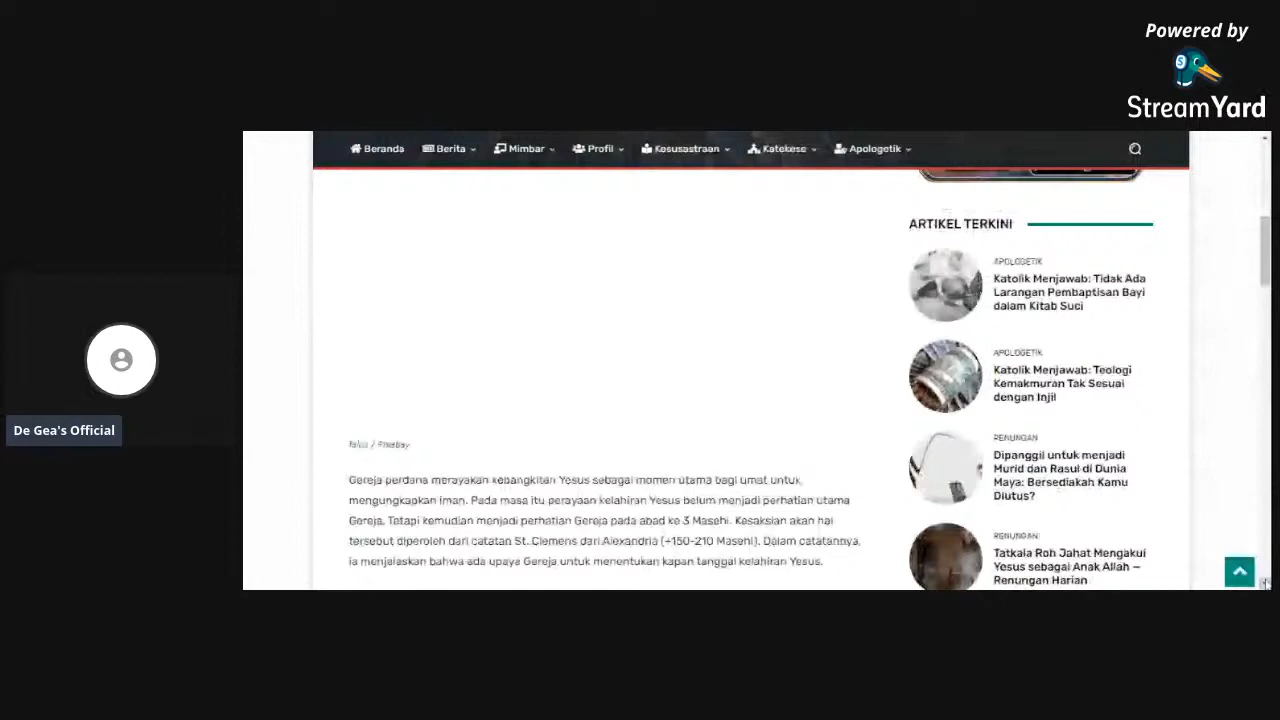 Powered by
StreamYard
Beranda Berita Mimbar Profil Kesusastraan Katekese Apologetik
ARTIKEL TERKINI
APOLOGETIK
Katolik Menjawab: Tidak Ada
Larangan Pembaptisan Bayi
dalam Kitab Suci
APOLOGETIK
Katolik Menjawab: Teologi
Kemakmuran Tak Sesuai
dengan Injil
RENUNGAN
Dipanggil untuk menjadi
Murid dan Rasul di Dunia
Maya: Bersediakah Kamu
Diutus?
RENUNGAN
Tatkala Roh Jahat Mengakui
Yesus sebagai Anak Allah –
Renungan Harian
De Gea's Official
/ Pixabay
Gereja perdana merayakan kebangkitan Yesus sebagai momen utama bagi umat untuk
mengungkapkan iman. Pada masa itu perayaan kelahiran Yesus belum menjadi perhatian utama
Gereja. Tetapi kemudian menjadi perhatian Gereja pada abad ke 3 Masehi. Kesaksian akan hal
tersebut diperoleh dari catatan St. Clemens dari Alexandria (+150-210 Masehi). Dalam catatannya,
ia menjelaskan bahwa ada upaya Gereja untuk menentukan kapan tanggal kelahiran Yesus.